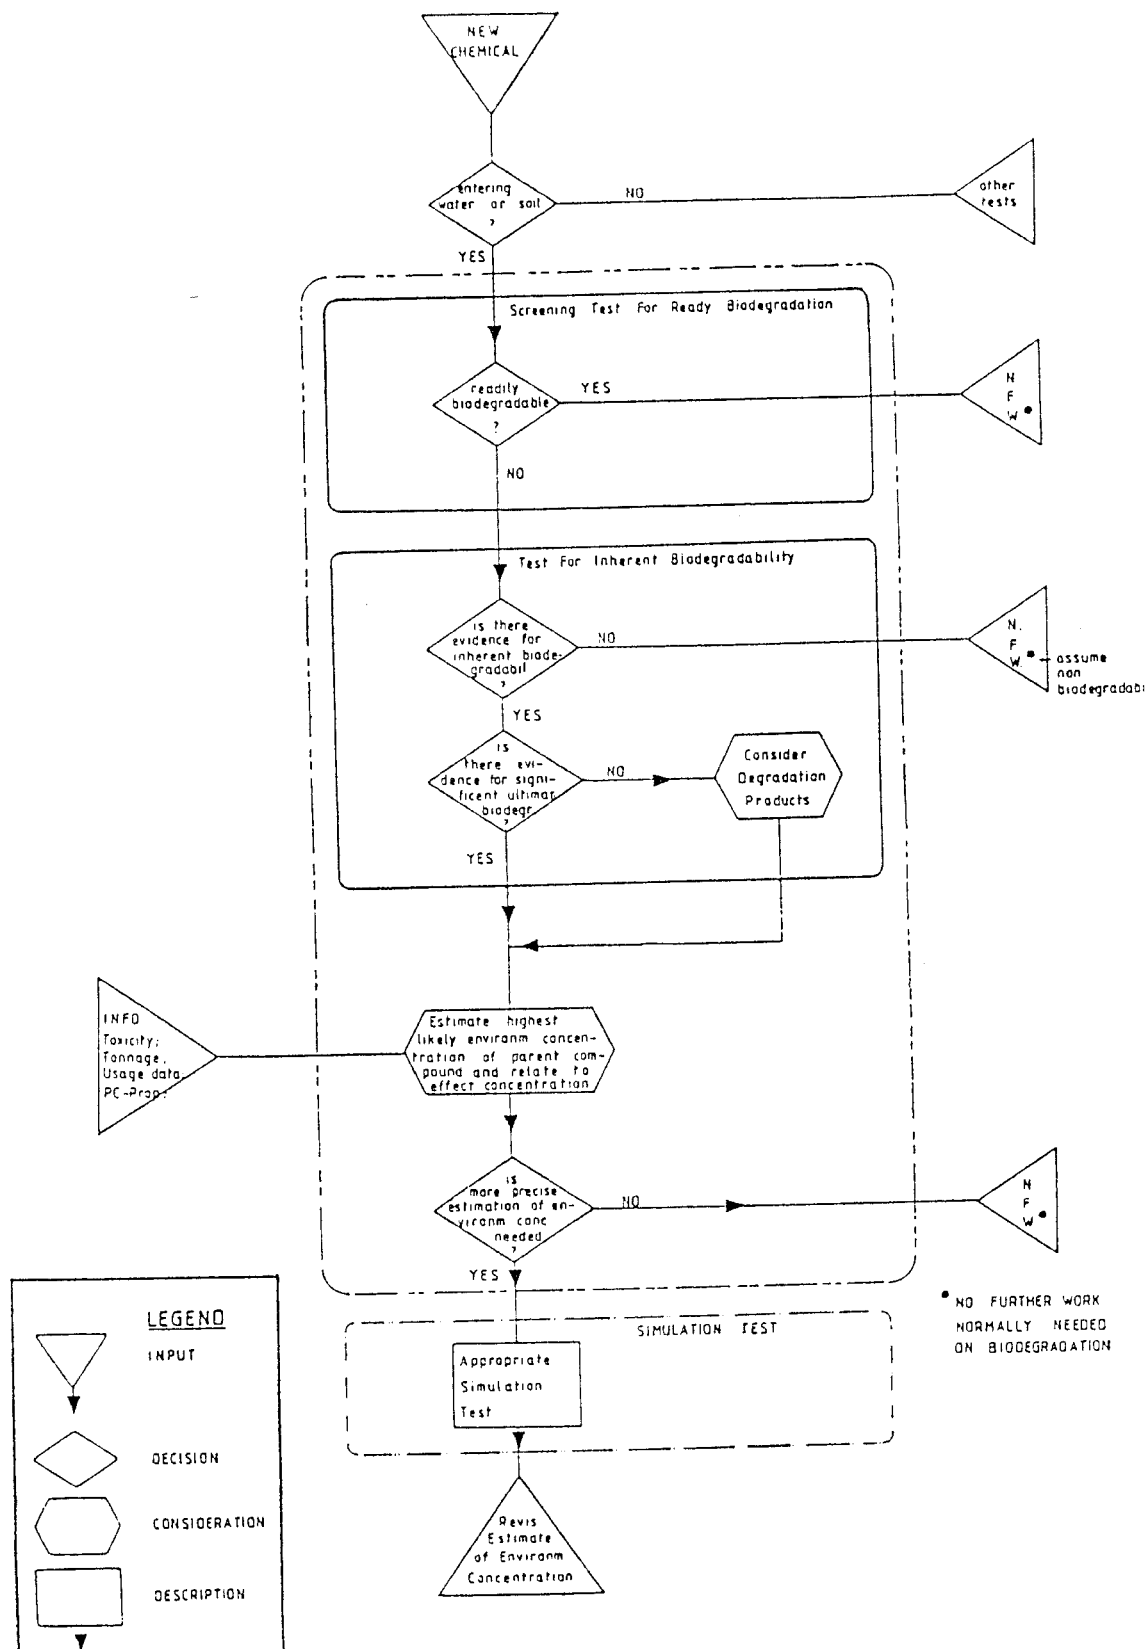 NEW
CHEMICAL
entering
water or soil
?
NO
other
tests
YES
Screening Test For Ready Biodegradation
readily
biodegradable
?
YES
N
F
W •
NO
Test For Inherent Biodegradability
is there
evidence for
inherent biode-
gradabil
?
NO
N.
F
W. •
assume
non
biodegradabi
YES
is
there evi-
dence for signi-
ficent ultimat
biodegr.
?
NO
Consider
Degradation
Products
YES
INFO
Toxicity;
Tonnage,
Usage data,
PC-Prop.
Estimate highest
likely environm concen-
tration of parent com-
pound and relate to
effect concentration
is
more precise
estimation of en-
vironm conc
needed
?
NO
N
F
W •
YES
• NO FURTHER WORK
NORMALLY NEEDED
ON BIODEGRADATION
SIMULATION TEST
Appropriate
Simulation
Test
Revis
Estimate
of Environm
Concentration
LEGEND
INPUT
DECISION
CONSIDERATION
DESCRIPTION